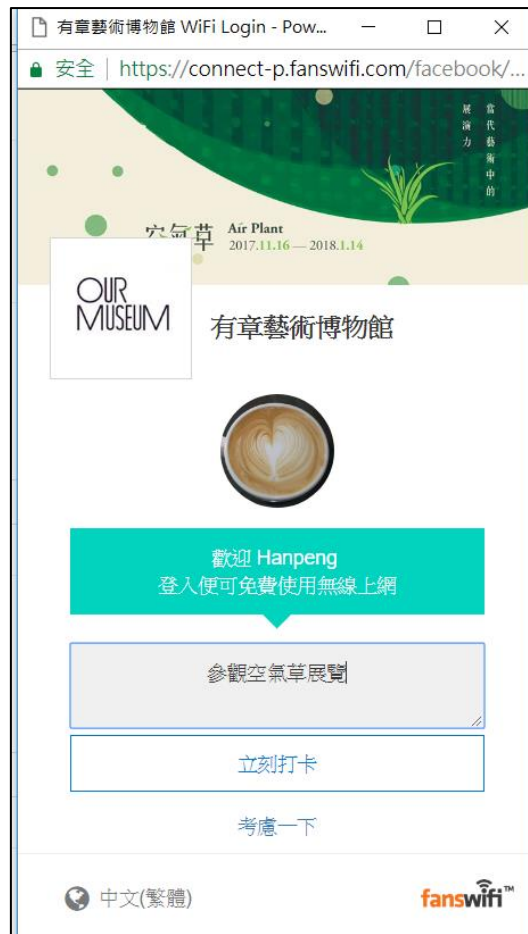 有章藝術博物館 WiFi Login - Pow...
安全 | https://connect-p.fanswifi.com/facebook/...
當代藝術中的
展演力
空氣草 Air Plant
2017.11.16 — 2018.1.14
OUR
MUSEUM
有章藝術博物館
歡迎 Hanpeng
登入便可免費使用無線上網
參觀空氣草展覽
立刻打卡
考慮一下
中文(繁體)
fanswifi™